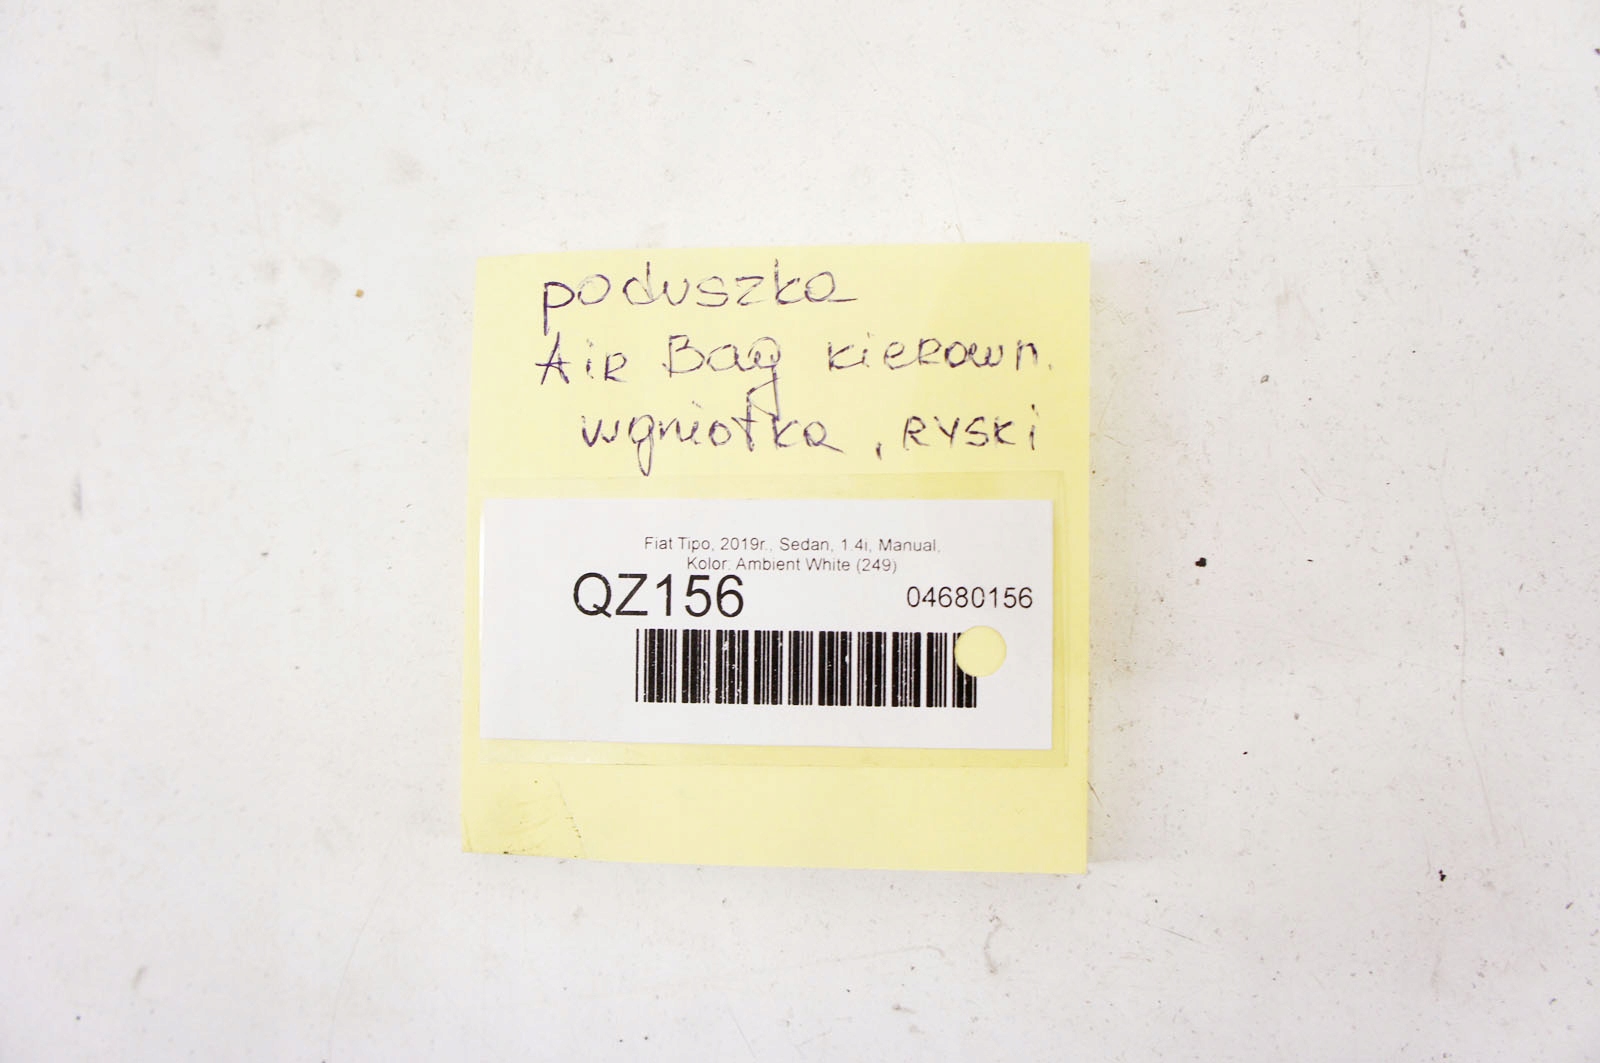 poduszka
Air Bag kierown.
wgniotka, ryski
Fiat Tipo, 2019r., Sedan, 1.4i, Manual,
Kolor: Ambient White (249)
QZ156
04680156